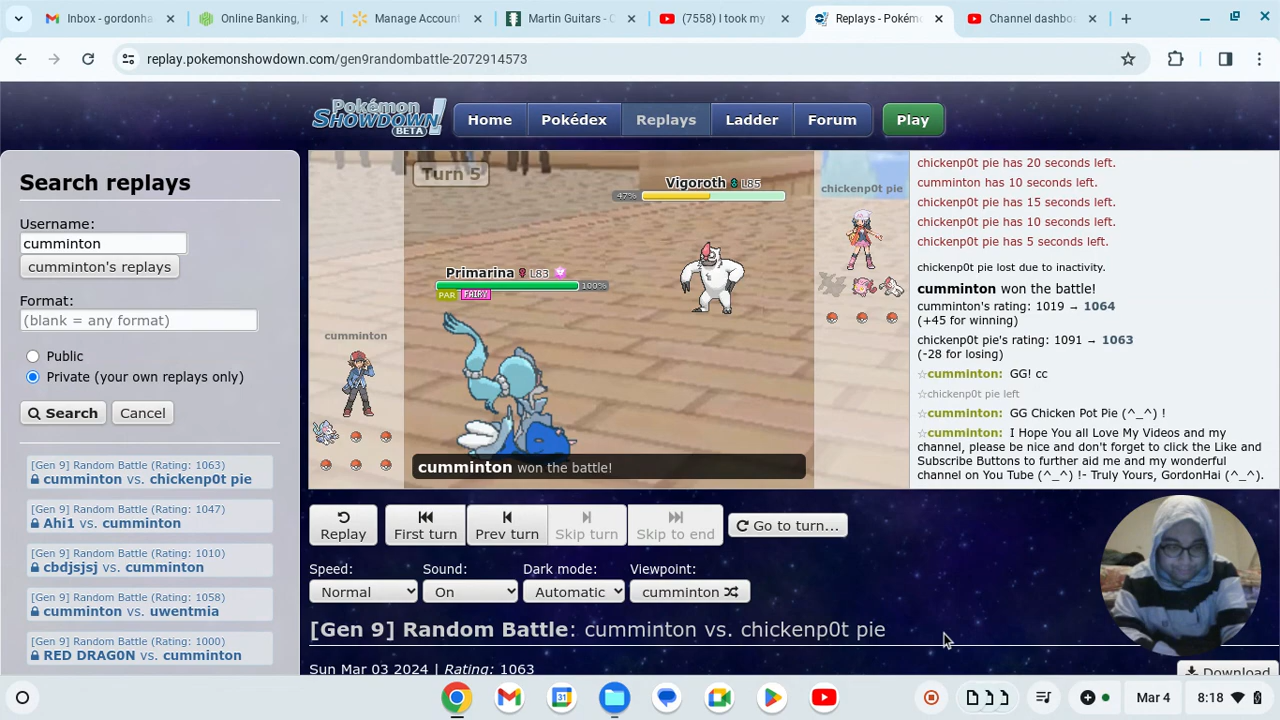 Inbox - gordonha
Online Banking, In
Manage Account
Martin Guitars - C
(7558) I took my
Replays - Pokém
Channel dashboa
replay.pokemonshowdown.com/gen9randombattle-2072914573
Pokémon
SHOWDOWN!
BETA
Home
Pokédex
Replays
Ladder
Forum
Play
Search replays
Username:
cumminton
cumminton's replays
Format:
(blank = any format)
Public
Private (your own replays only)
Search
Cancel
[Gen 9] Random Battle (Rating: 1063)
cumminton vs. chickenp0t pie
[Gen 9] Random Battle (Rating: 1047)
Ahi1 vs. cumminton
[Gen 9] Random Battle (Rating: 1010)
cbdjsjsj vs. cumminton
[Gen 9] Random Battle (Rating: 1058)
cumminton vs. uwentmia
[Gen 9] Random Battle (Rating: 1000)
RED DRAG0N vs. cumminton
Turn 5
Vigoroth L85
47%
chickenp0t pie
Primarina L83
100%
PAR FAIRY
cumminton
cumminton won the battle!
chickenp0t pie has 20 seconds left.
cumminton has 10 seconds left.
chickenp0t pie has 15 seconds left.
chickenp0t pie has 10 seconds left.
chickenp0t pie has 5 seconds left.
chickenp0t pie lost due to inactivity.
cumminton won the battle!
cumminton's rating: 1019 → 1064
(+45 for winning)
chickenp0t pie's rating: 1091 → 1063
(-28 for losing)
☆cumminton: GG! cc
☆chickenp0t pie left
☆cumminton: GG Chicken Pot Pie (^_^) !
☆cumminton: I Hope You all Love My Videos and my
channel, please be nice and don't forget to click the Like and
Subscribe Buttons to further aid me and my wonderful
channel on You Tube (^_^) !- Truly Yours, GordonHai (^_^).
Replay
First turn
Prev turn
Skip turn
Skip to end
Go to turn...
Speed:
Sound:
Dark mode:
Viewpoint:
Normal
On
Automatic
cumminton
[Gen 9] Random Battle: cumminton vs. chickenp0t pie
Sun Mar 03 2024 | Rating: 1063
Download
31
Mar 4
8:18